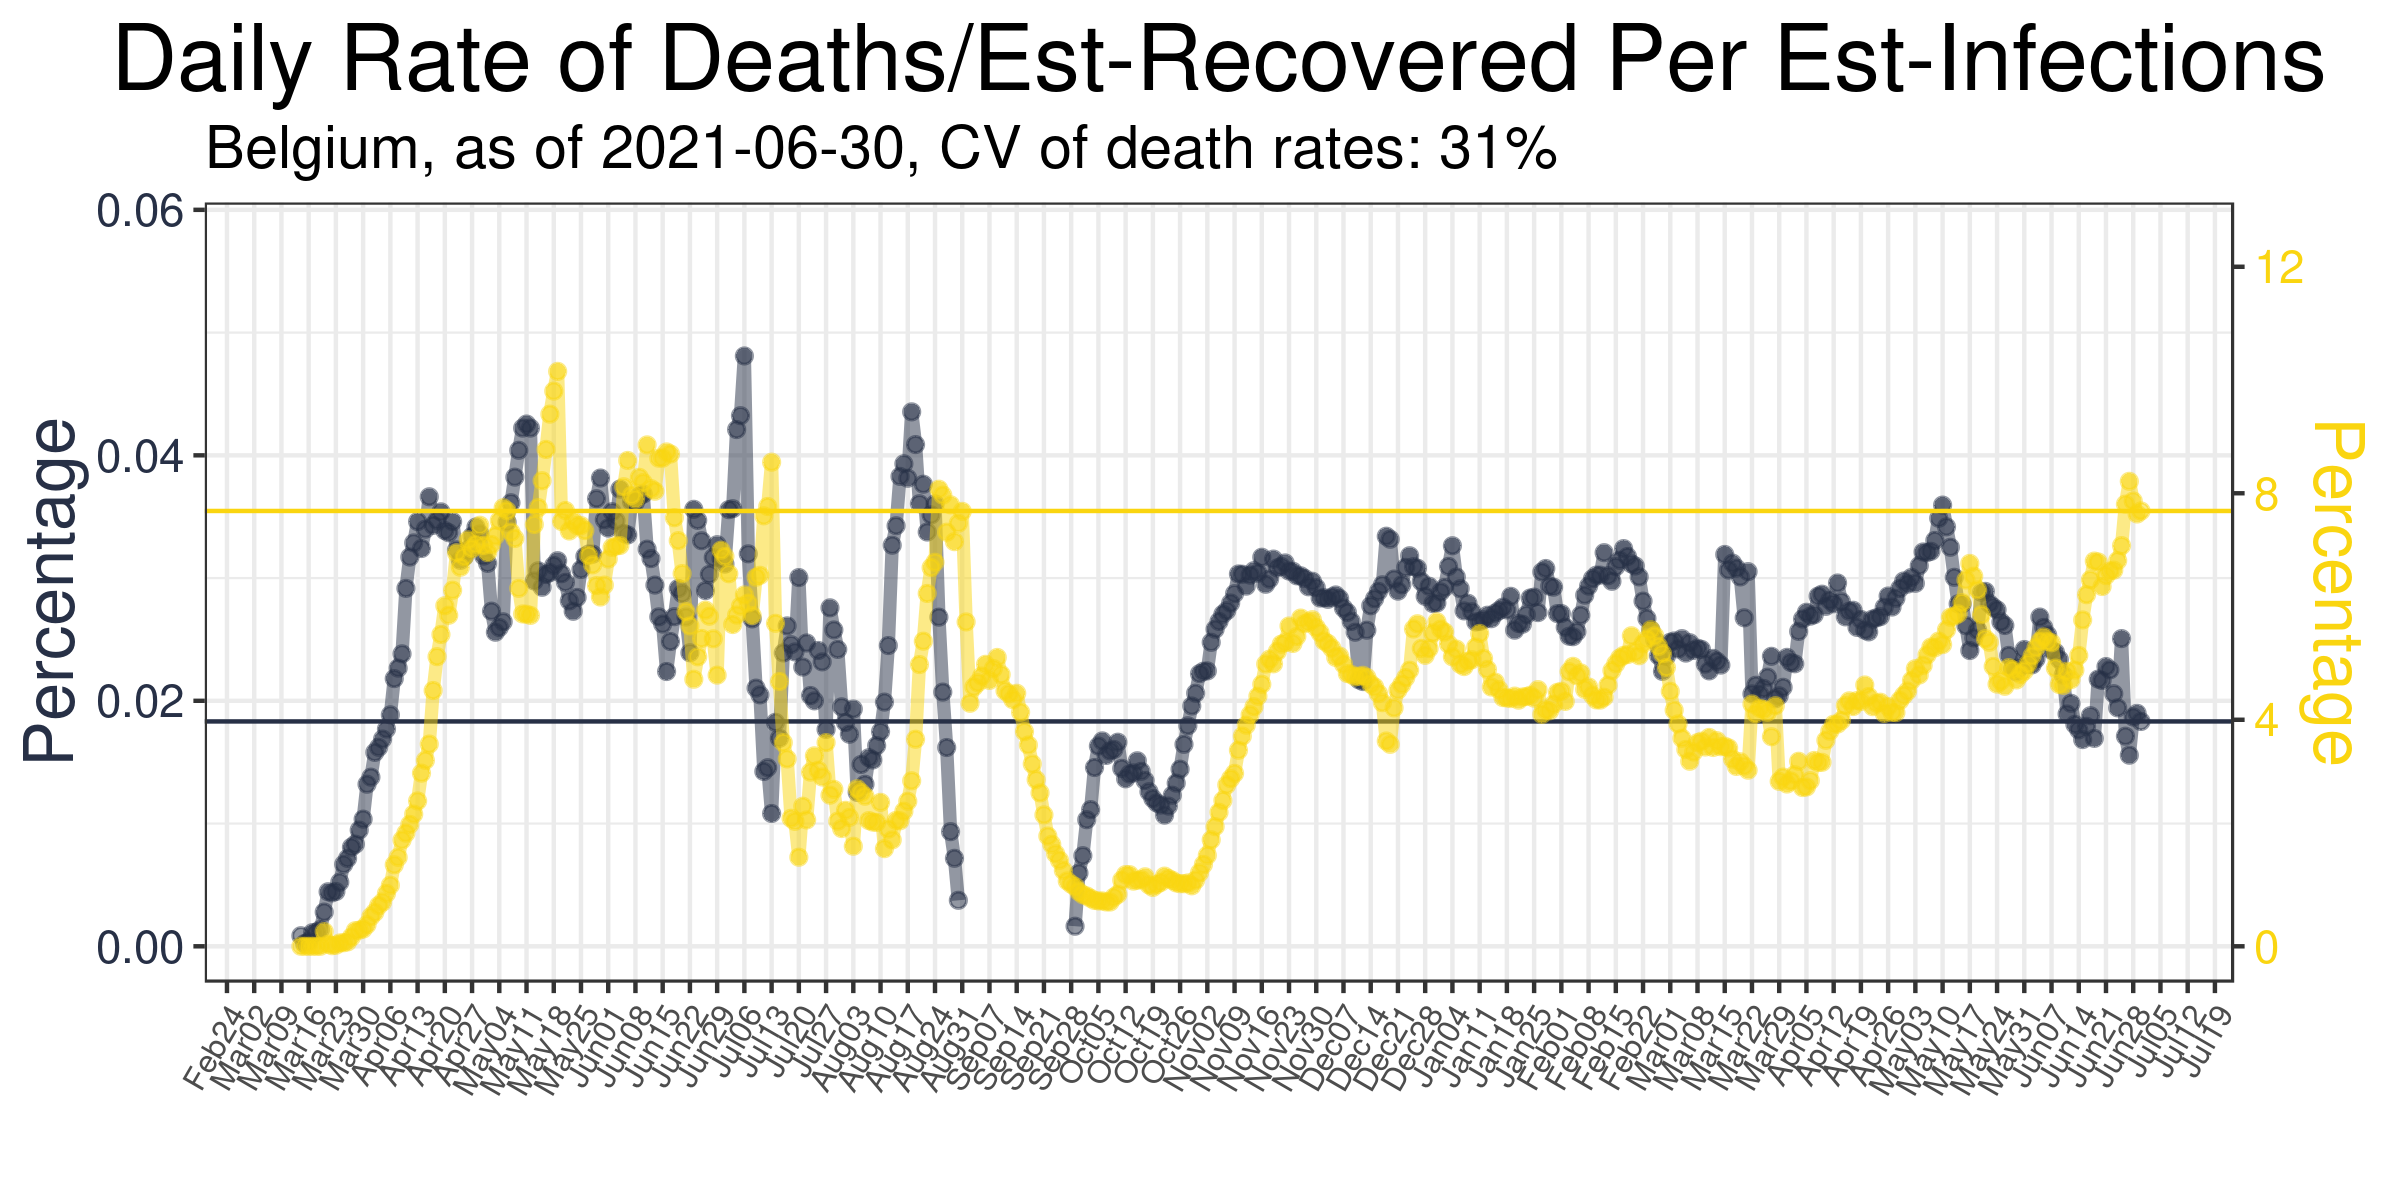 Daily Rate of Deaths/Est-Recovered Per Est-Infections
Belgium, as of 2021-06-30, CV of death rates: 31%
Percentage
0.06
0.04
0.02
0.00
12
8
4
0
Percentage
Feb24
Mar02
Mar09
Mar16
Mar23
Mar30
Apr06
Apr13
Apr20
Apr27
May04
May11
May18
May25
Jun01
Jun08
Jun15
Jun22
Jun29
Jul06
Jul13
Jul20
Jul27
Aug03
Aug10
Aug17
Aug24
Aug31
Sep07
Sep14
Sep21
Sep28
Oct05
Oct12
Oct19
Oct26
Nov02
Nov09
Nov16
Nov23
Nov30
Dec07
Dec14
Dec21
Dec28
Jan04
Jan11
Jan18
Jan25
Feb01
Feb08
Feb15
Feb22
Mar01
Mar08
Mar15
Mar22
Mar29
Apr05
Apr12
Apr19
Apr26
May03
May10
May17
May24
May31
Jun07
Jun14
Jun21
Jun28
Jul05
Jul12
Jul19